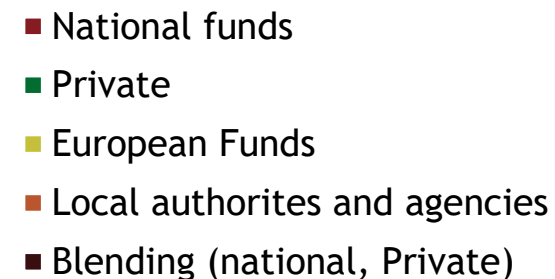 National funds
Private
European Funds
Local authorites and agencies
Blending (national, Private)